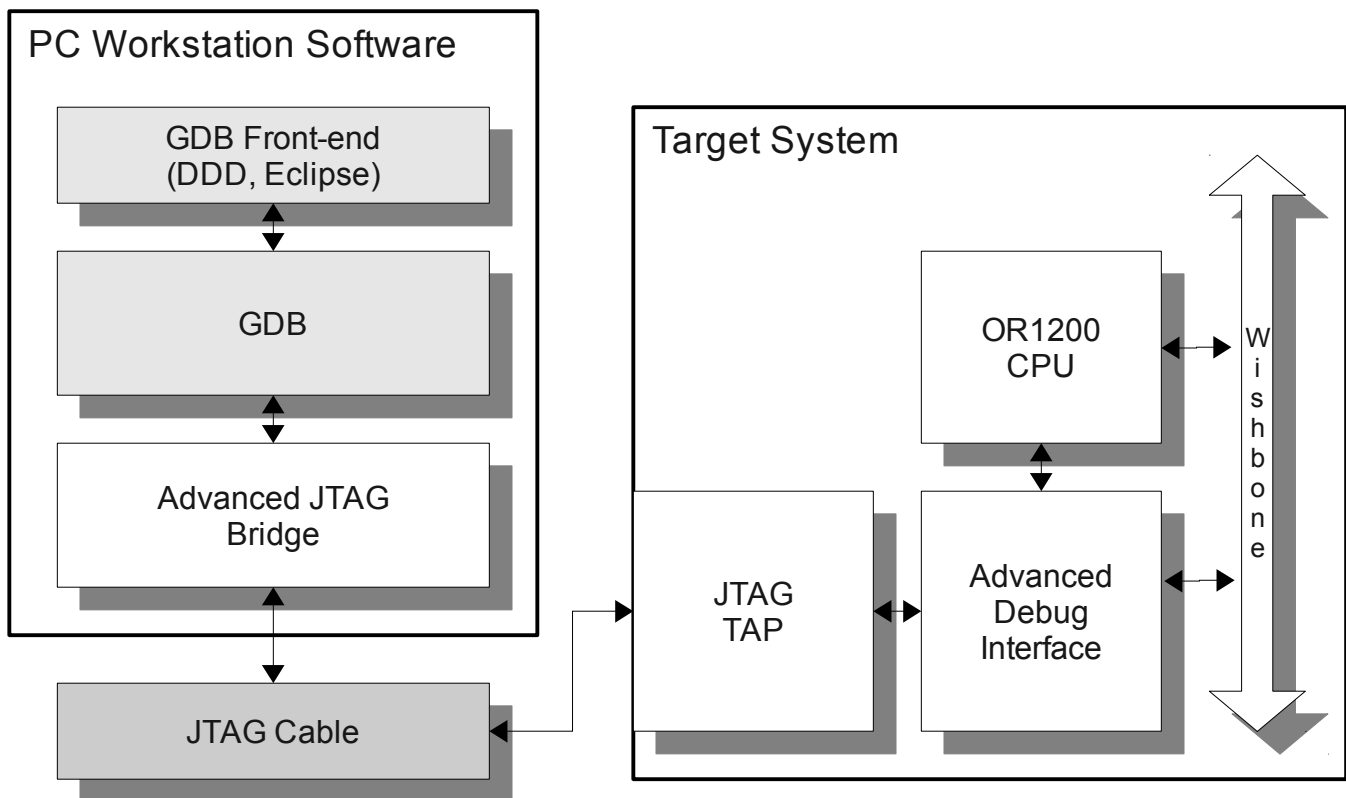 PC Workstation Software
GDB Front-end
(DDD, Eclipse)
GDB
Advanced JTAG
Bridge
JTAG Cable
Target System
OR1200
CPU
JTAG
TAP
Advanced
Debug
Interface
Wishbone